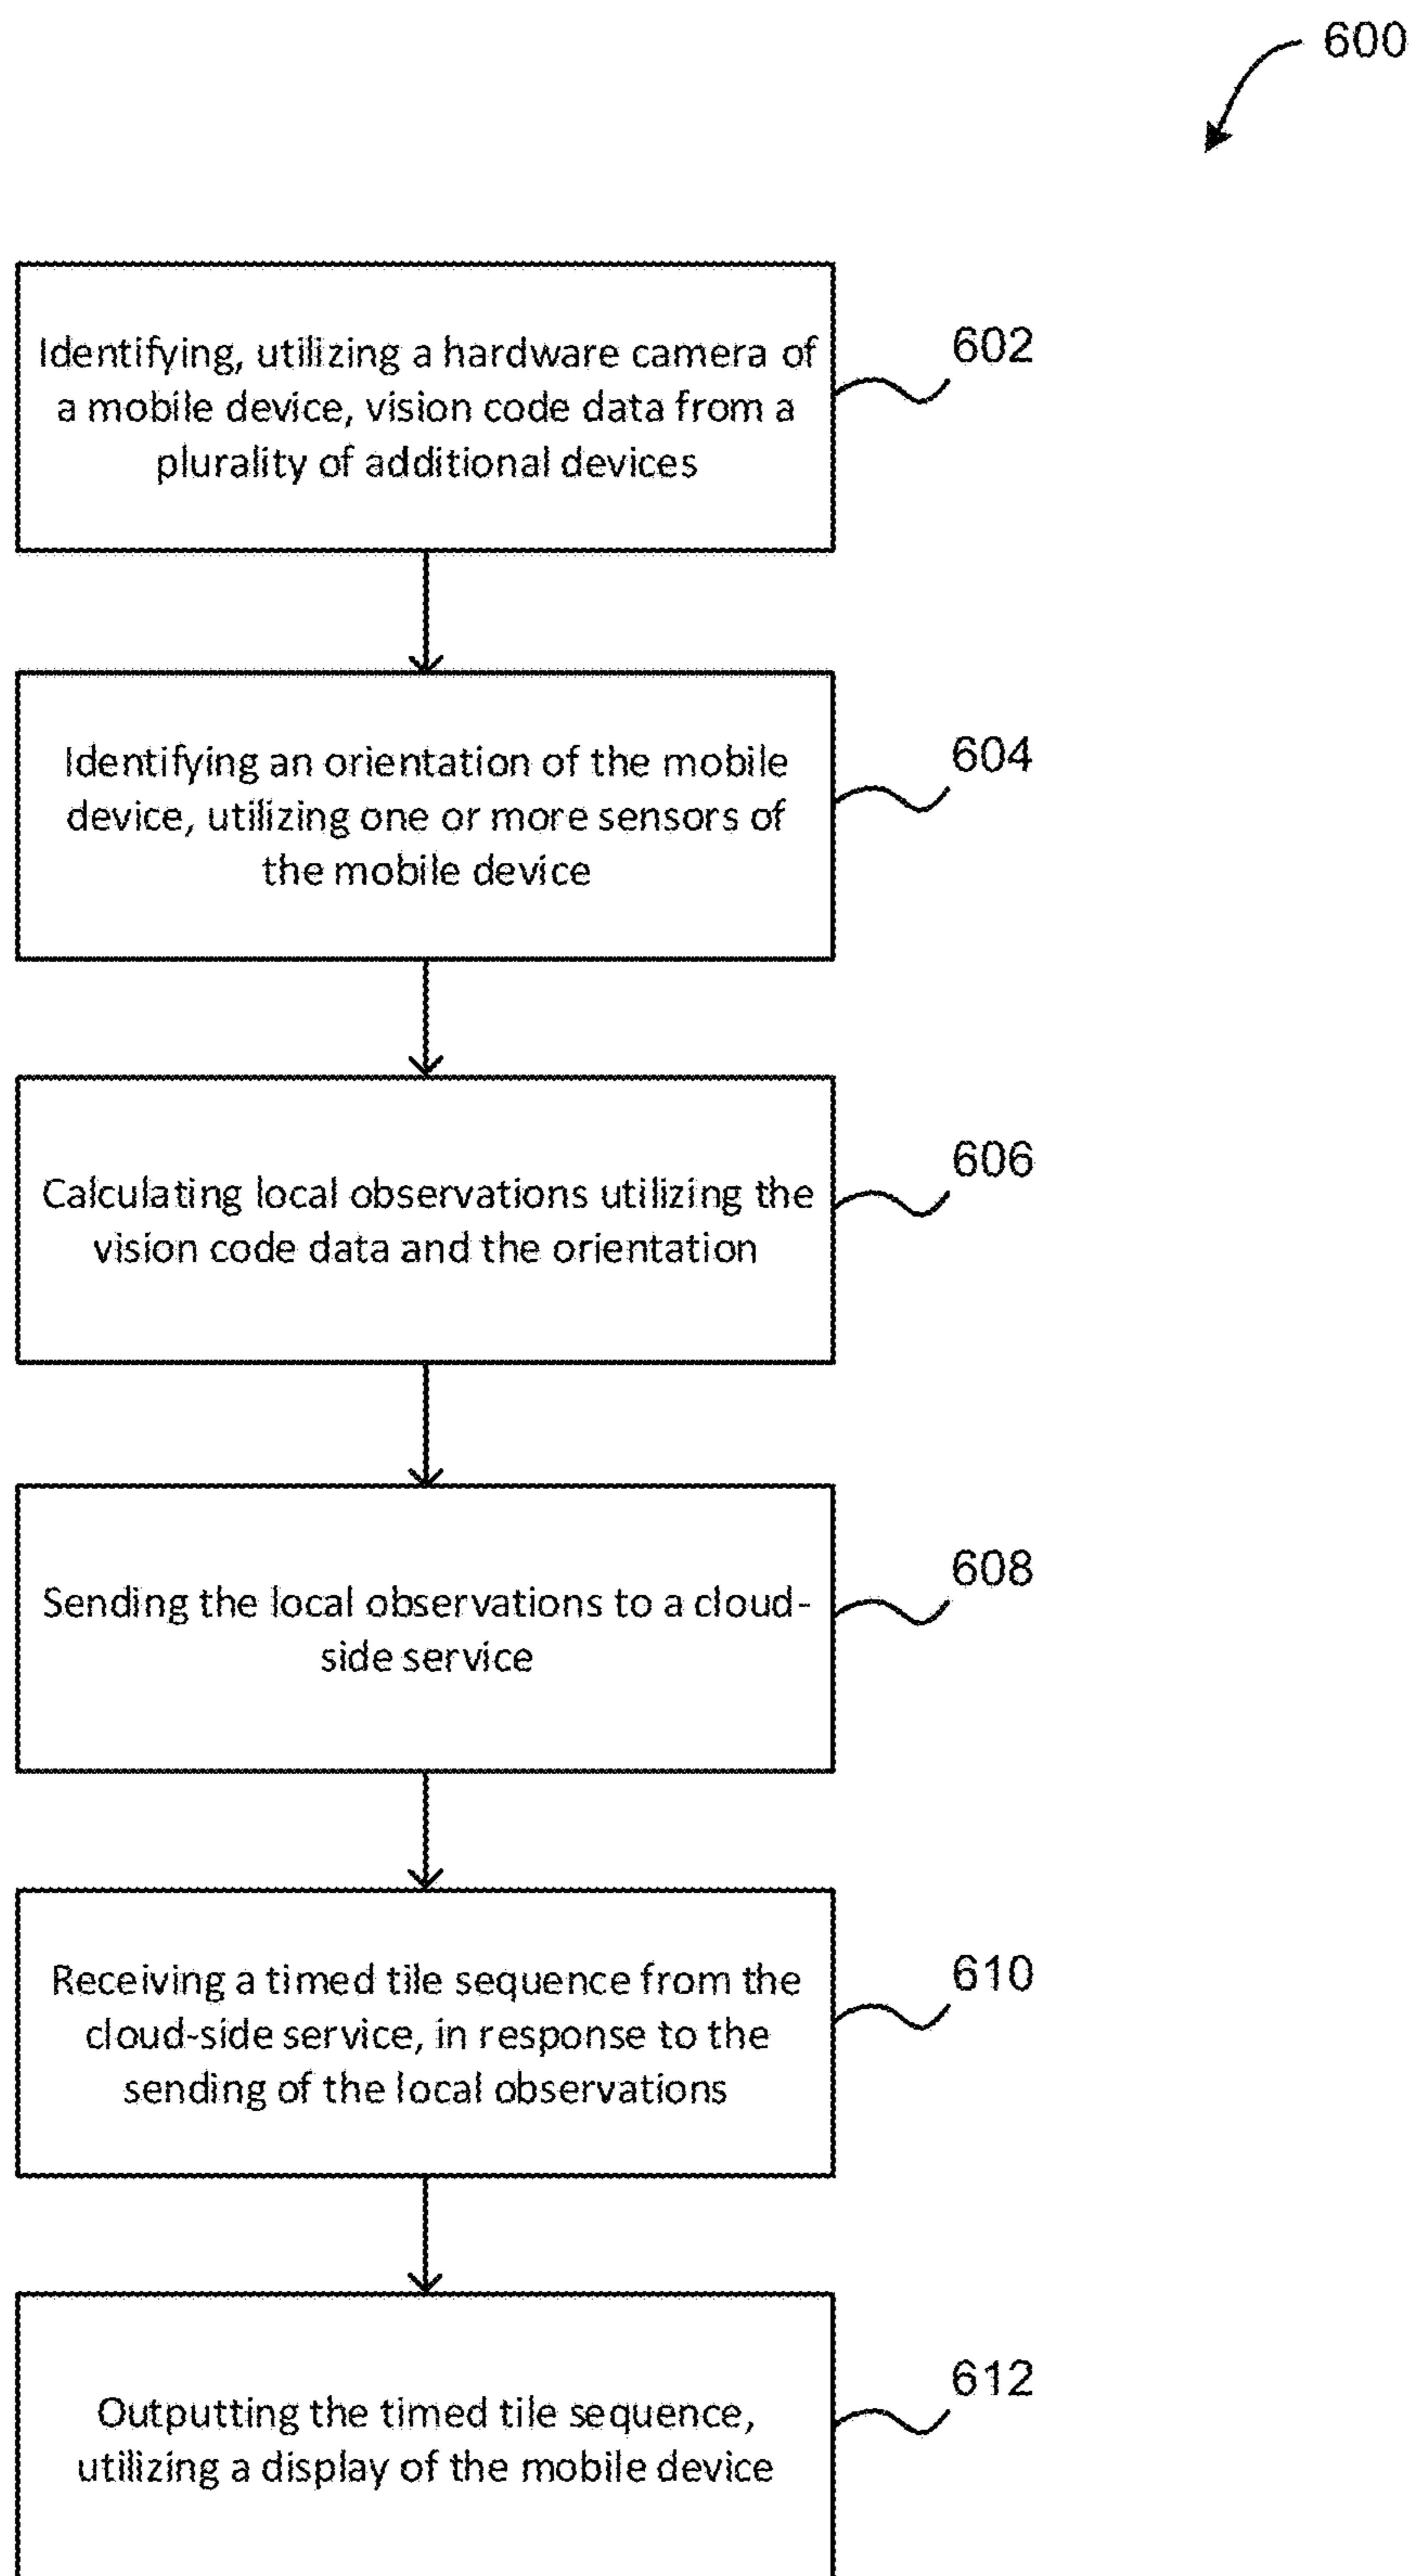 600
Identifying, utilizing a hardware camera of
a mobile device, vision code data from a
plurality of additional devices
602
Identifying an orientation of the mobile
device, utilizing one or more sensors of
the mobile device
604
Calculating local observations utilizing the
vision code data and the orientation
606
Sending the local observations to a cloud-
side service
608
Receiving a timed tile sequence from the
cloud-side service, in response to the
sending of the local observations
610
Outputting the timed tile sequence,
utilizing a display of the mobile device
612